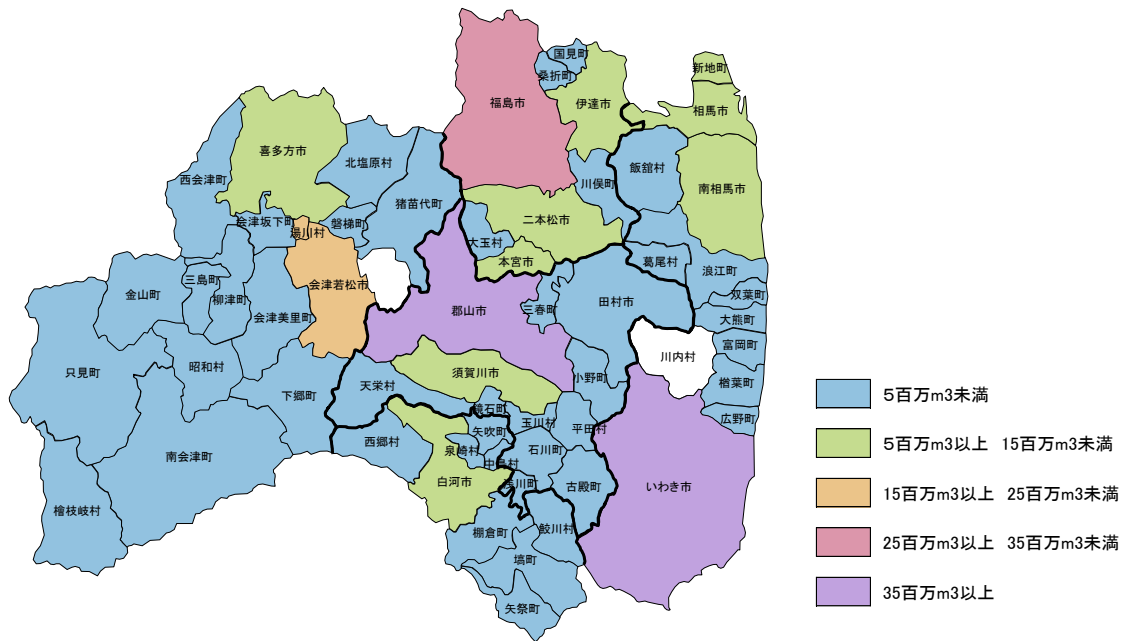 国見町
桑折町
新地町
福島市
伊達市
相馬市
喜多方市
北塩原村
飯舘村
西会津町
川俣町
南相馬市
猪苗代町
会津坂下町
磐梯町
二本松市
湯川村
大玉村
本宮市
葛尾村
浪江町
三島町
会津若松市
金山町
柳津町
双葉町
田村市
郡山市
三春町
会津美里町
大熊町
富岡町
川内村
昭和村
只見町
須賀川市
小野町
楢葉町
天栄村
下郷町
鏡石町
広野町
玉川村
平田村
矢吹町
西郷村
泉崎村
石川町
南会津町
中島村
白河市
浅川町
古殿町
いわき市
檜枝岐村
棚倉町
鮫川村
塙町
矢祭町
5百万m3未満
5百万m3以上 15百万m3未満
15百万m3以上 25百万m3未満
25百万m3以上 35百万m3未満
35百万m3以上